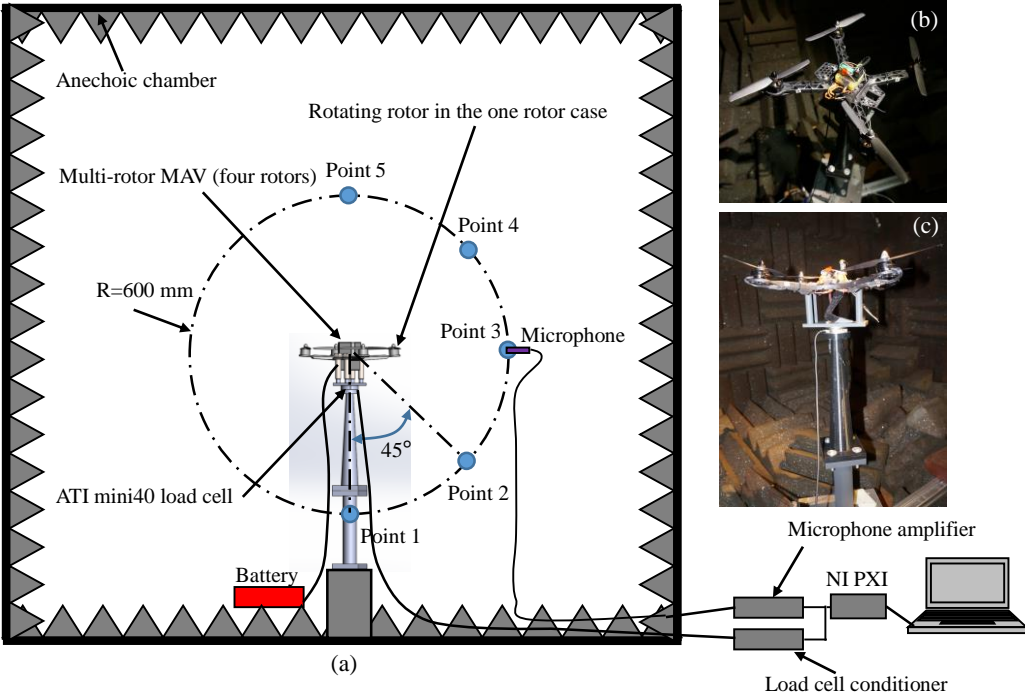 Anechoic chamber
Rotating rotor in the one rotor case
Point 5
Multi-rotor MAV (four rotors)
Point 4
R=600 mm
Point 3
Microphone
45°
Point 2
ATI mini40 load cell
Point 1
Battery
(a)
(b)
(c)
Microphone amplifier
NI PXI
Load cell conditioner